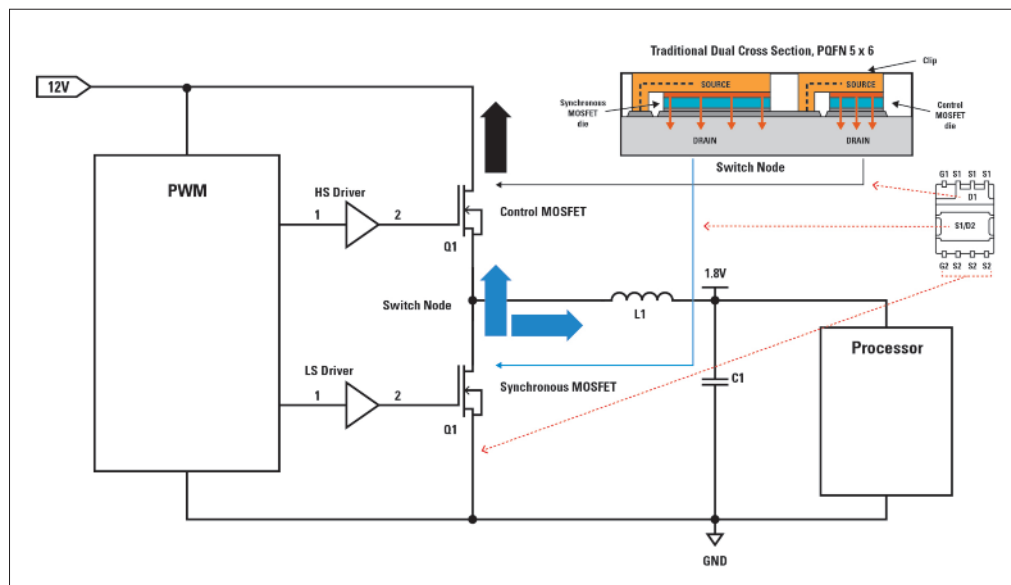 Traditional Dual Cross Section, PQFN 5 x 6
Clip
12V
SOURCE
SOURCE
Synchronous
MOSFET
die
Control
MOSFET
die
DRAIN
DRAIN
Switch Node
PWM
HS Driver
1
2
Control MOSFET
Q1
G1 S1 S1 S1
D1
S1/D2
G2 S2 S2 S2
Switch Node
1.8V
L1
Processor
LS Driver
1
2
Synchronous MOSFET
Q1
C1
GND